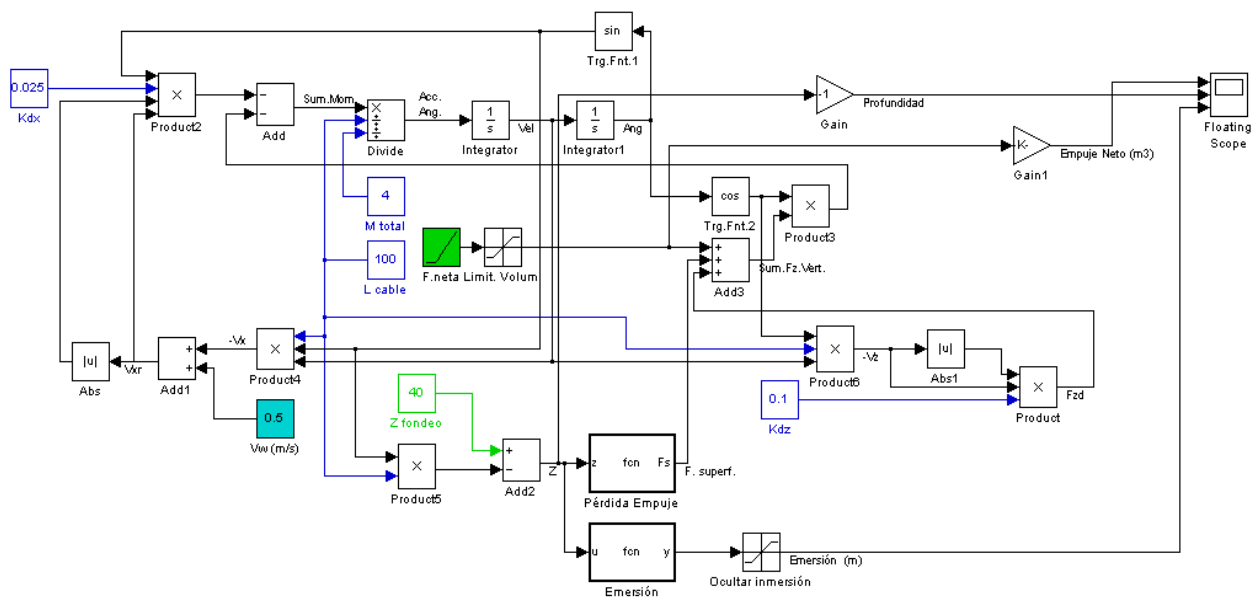 sin
Trg.Fnt.1
0.025
Kdx
×
Product2
−
−
Add
Sum.Mom.
×
÷
÷
Divide
Acc.
Ang.
1
s
Integrator
Vel
1
s
Integrator1
Ang
-1
Gain
Profundidad
K-
Gain1
Empuje Neto (m3)
Floating
Scope
4
M total
cos
Trg.Fnt.2
×
Product3
F.neta
Limit. Volum
+
+
+
Add3
Sum.Fz.Vert.
100
L cable
|u|
Abs
Vxr
+
+
Add1
-Vx
×
Product4
0.5
Vw (m/s)
×
Product6
-Vz
|u|
Abs1
×
Product
Fzd
0.1
Kdz
40
Z fondeo
×
Product5
+
−
Add2
Z
z
fcn
Fs
Pérdida Empuje
F. superf.
u
fcn
y
Emersión
Ocultar inmersión
Emersión (m)